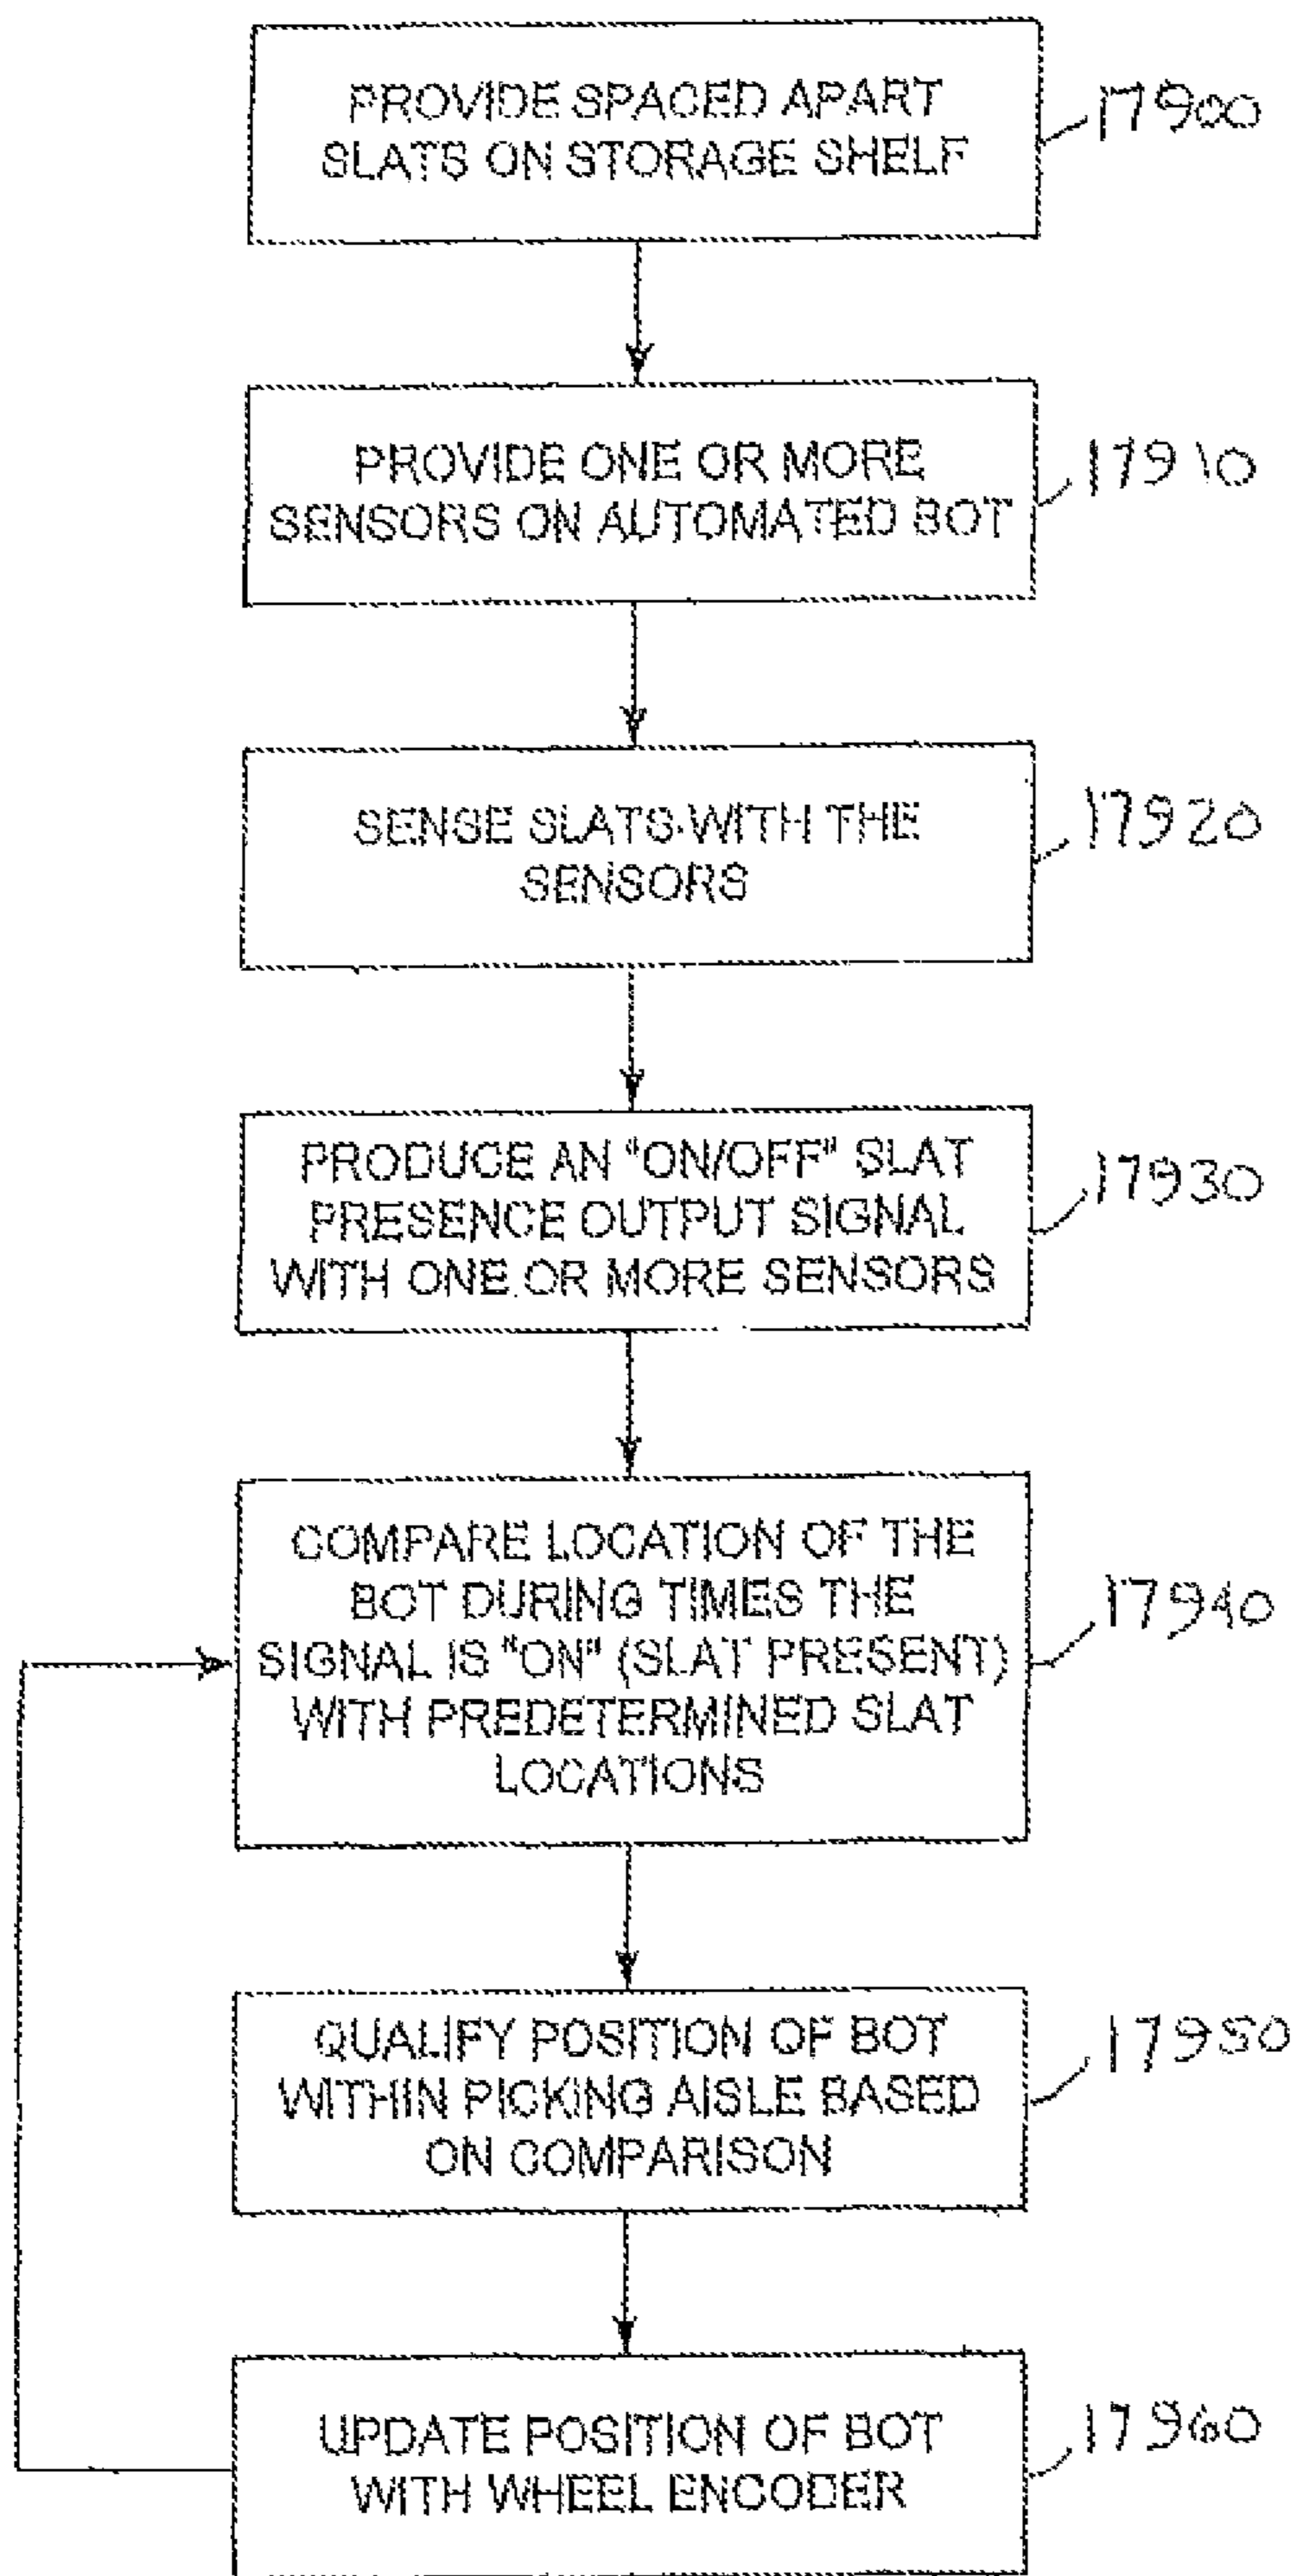 PROVIDE SPACED APART
SLATS ON STORAGE SHELF
17900
PROVIDE ONE OR MORE
SENSORS ON AUTOMATED BOT
17910
SENSE SLATS WITH THE
SENSORS
17920
PRODUCE AN "ON/OFF" SLAT
PRESENCE OUTPUT SIGNAL
WITH ONE OR MORE SENSORS
17930
COMPARE LOCATION OF THE
BOT DURING TIMES THE
SIGNAL IS "ON" (SLAT PRESENT)
WITH PREDETERMINED SLAT
LOCATIONS
17940
QUALIFY POSITION OF BOT
WITHIN PICKING AISLE BASED
ON COMPARISON
17950
UPDATE POSITION OF BOT
WITH WHEEL ENCODER
17960